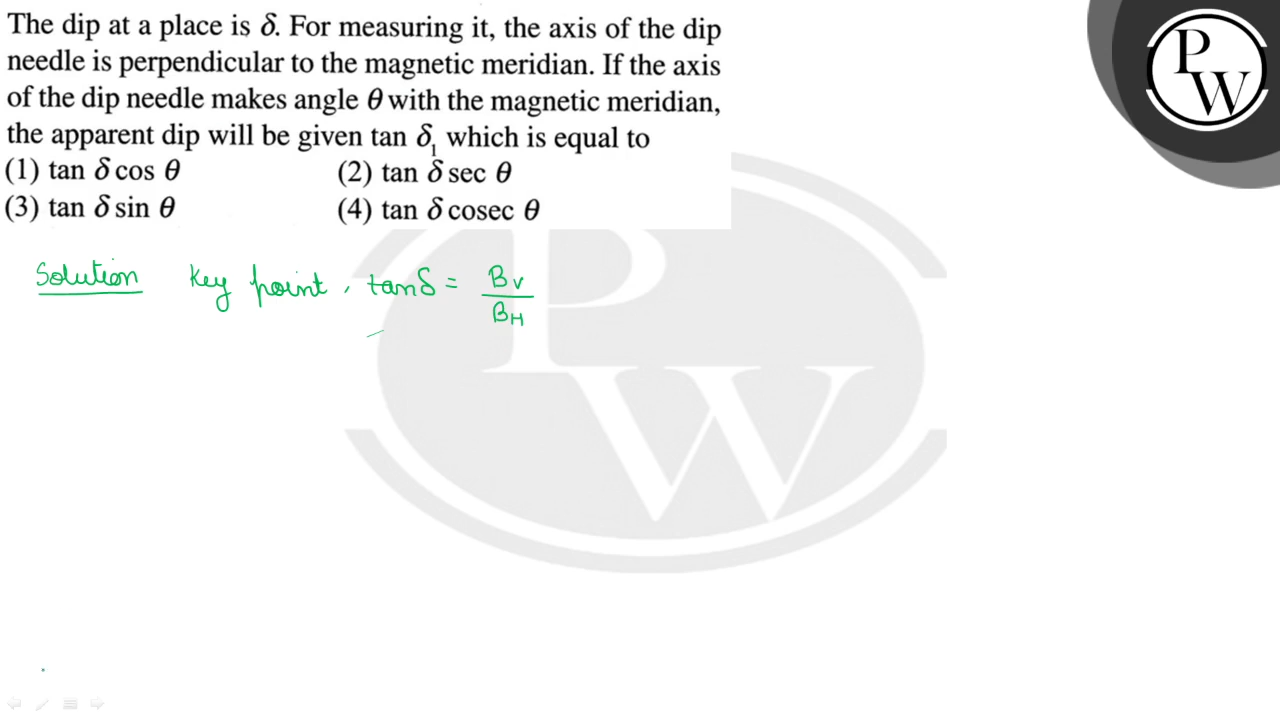 The dip at a place is δ. For measuring it, the axis of the dip
needle is perpendicular to the magnetic meridian. If the axis
of the dip needle makes angle θ with the magnetic meridian,
the apparent dip will be given tan δ₁ which is equal to
(1) tan δ cos θ (2) tan δ sec θ
(3) tan δ sin θ (4) tan δ cosec θ
Solution Key point, tanδ = Bv/BH
PW
PW